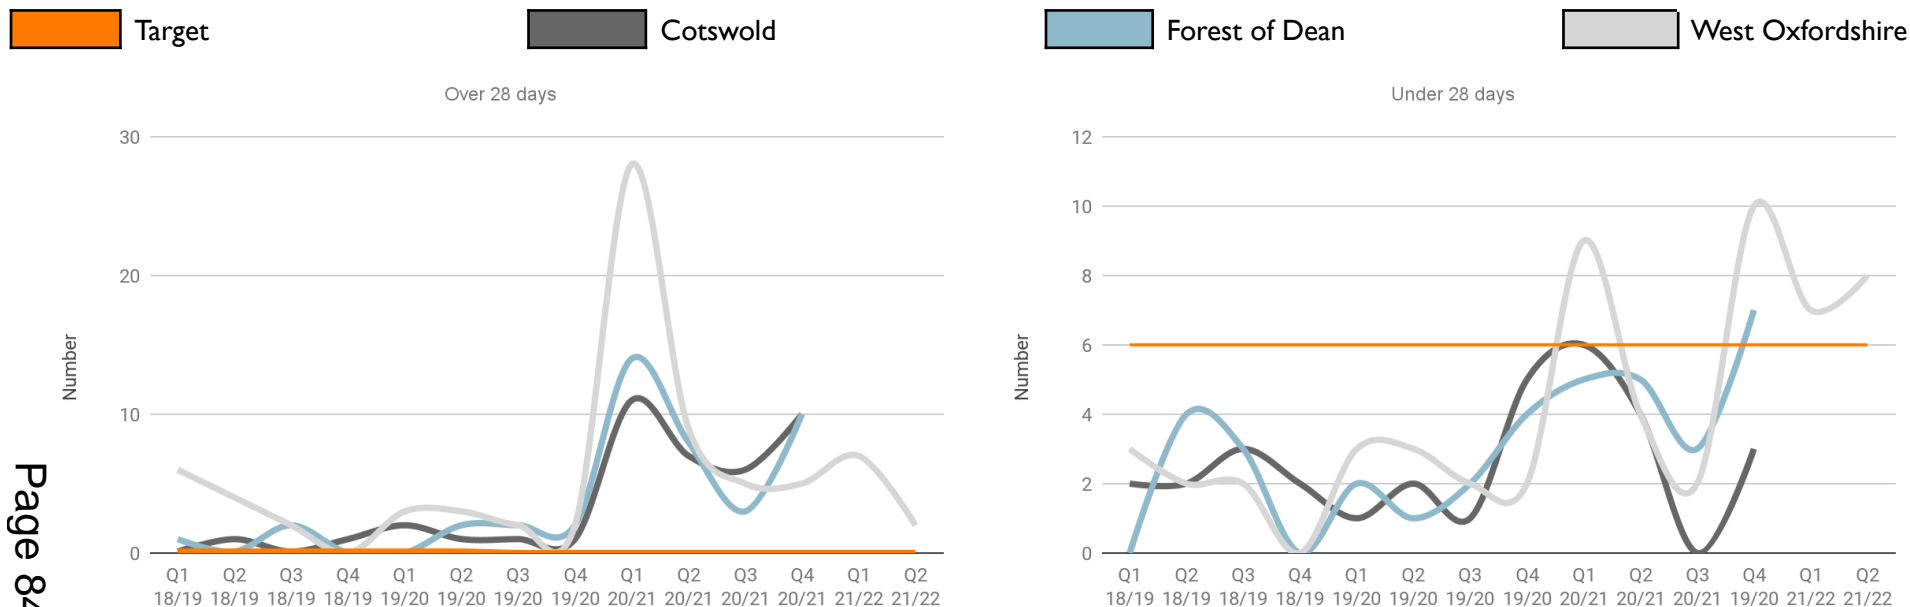 Target
Cotswold
Forest of Dean
West Oxfordshire
Over 28 days
30
20
10
0
Number
Q1 Q2 Q3 Q4 Q1 Q2 Q3 Q4 Q1 Q2 Q3 Q4 Q1 Q2
18/19 18/19 18/19 18/19 19/20 19/20 19/20 19/20 20/21 20/21 20/21 20/21 21/22 21/22
Under 28 days
12
10
8
6
4
2
0
Number
Q1 Q2 Q3 Q4 Q1 Q2 Q3 Q4 Q1 Q2 Q3 Q4 Q1 Q2
18/19 18/19 18/19 18/19 19/20 19/20 19/20 19/20 20/21 20/21 20/21 19/20 21/22 21/22
Page 84